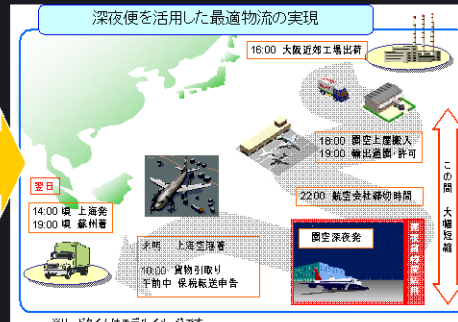 深夜便を活用した最適物流の実現
16:00 大阪近郊工場出荷
18:00 関空上屋搬入
19:00 輸出通関・許可
22:00 航空会社締切時間
関空深夜発
この間 大幅短縮
未明 上海空港着
10:00 貨物引取り
午前中 保税転送申告
翌日
14:00 頃 上海発
19:00 頃 蘇州着